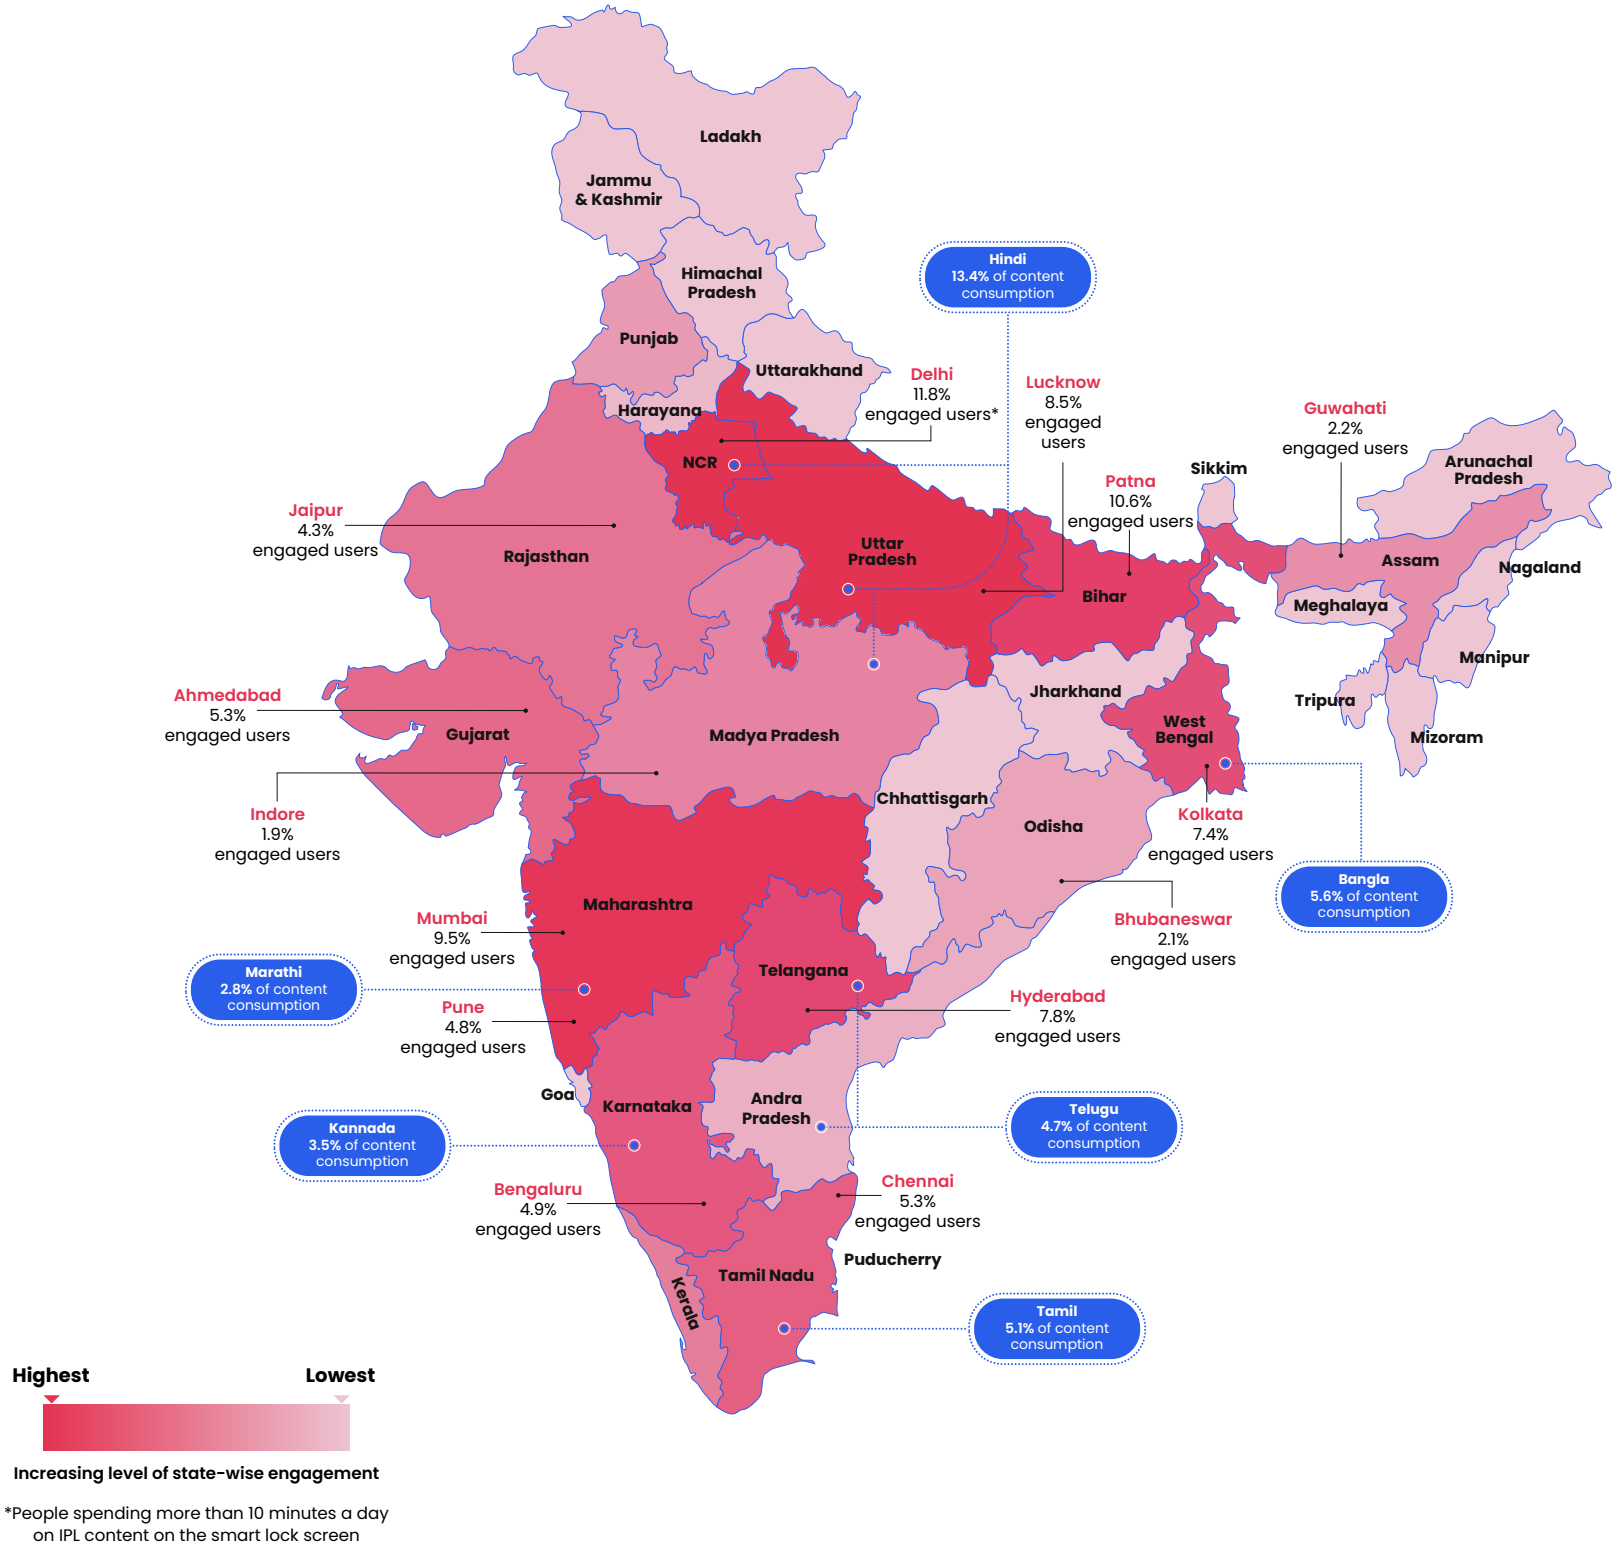 Ladakh
Jammu
& Kashmir
Himachal
Pradesh
Hindi
13.4% of content
consumption
Punjab
Uttarakhand
Delhi
11.8%
engaged users*
Lucknow
8.5%
engaged
users
Harayana
Guwahati
2.2%
engaged users
NCR
Sikkim
Arunachal
Pradesh
Patna
10.6%
engaged users
Jaipur
4.3%
engaged users
Rajasthan
Uttar
Pradesh
Bihar
Assam
Nagaland
Meghalaya
Manipur
Ahmedabad
5.3%
engaged users
Gujarat
Madya Pradesh
Jharkhand
West
Bengal
Tripura
Mizoram
Indore
1.9%
engaged users
Chhattisgarh
Odisha
Kolkata
7.4%
engaged users
Bangla
5.6% of content
consumption
Maharashtra
Mumbai
9.5%
engaged users
Bhubaneswar
2.1%
engaged users
Marathi
2.8% of content
consumption
Telangana
Pune
4.8%
engaged users
Hyderabad
7.8%
engaged users
Goa
Karnataka
Andra
Pradesh
Telugu
4.7% of content
consumption
Kannada
3.5% of content
consumption
Bengaluru
4.9%
engaged users
Chennai
5.3%
engaged users
Puducherry
Tamil Nadu
Kerala
Tamil
5.1% of content
consumption
Highest
Lowest
Increasing level of state-wise engagement
*People spending more than 10 minutes a day
on IPL content on the smart lock screen